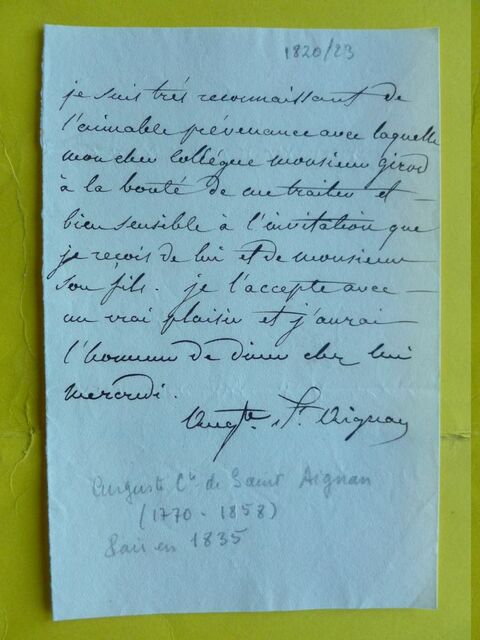 1820/23
je suis très reconnaissant de
l'aimable prévenance avec laquelle
mon cher collégue monsieur girod
à la bonté de me traiter et —
bien sensible à l'invitation que
je reçois de lui et de monsieur
son fils. je l'accepte avec —
un vrai plaisir et j'aurai
l'honneur de diner chez lui
mercredi.
Augte. St. Aignan
Auguste Cte de Saint Aignan
(1770 - 1858)
Pair en 1835